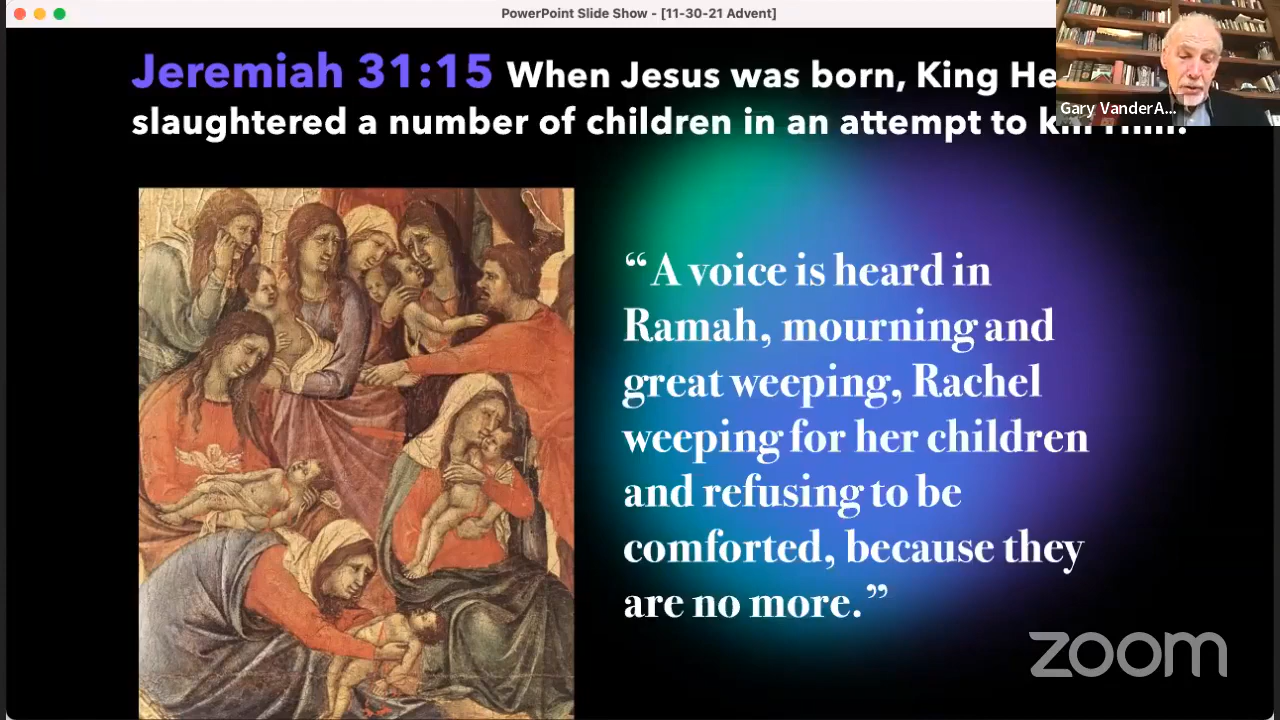 PowerPoint Slide Show - [11-30-21 Advent]
Jeremiah 31:15 When Jesus was born, King
slaughtered a number of children in an attempt to
Gary VanderA...
“A voice is heard in
Ramah, mourning and
great weeping, Rachel
weeping for her children
and refusing to be
comforted, because they
are no more.”
zoom